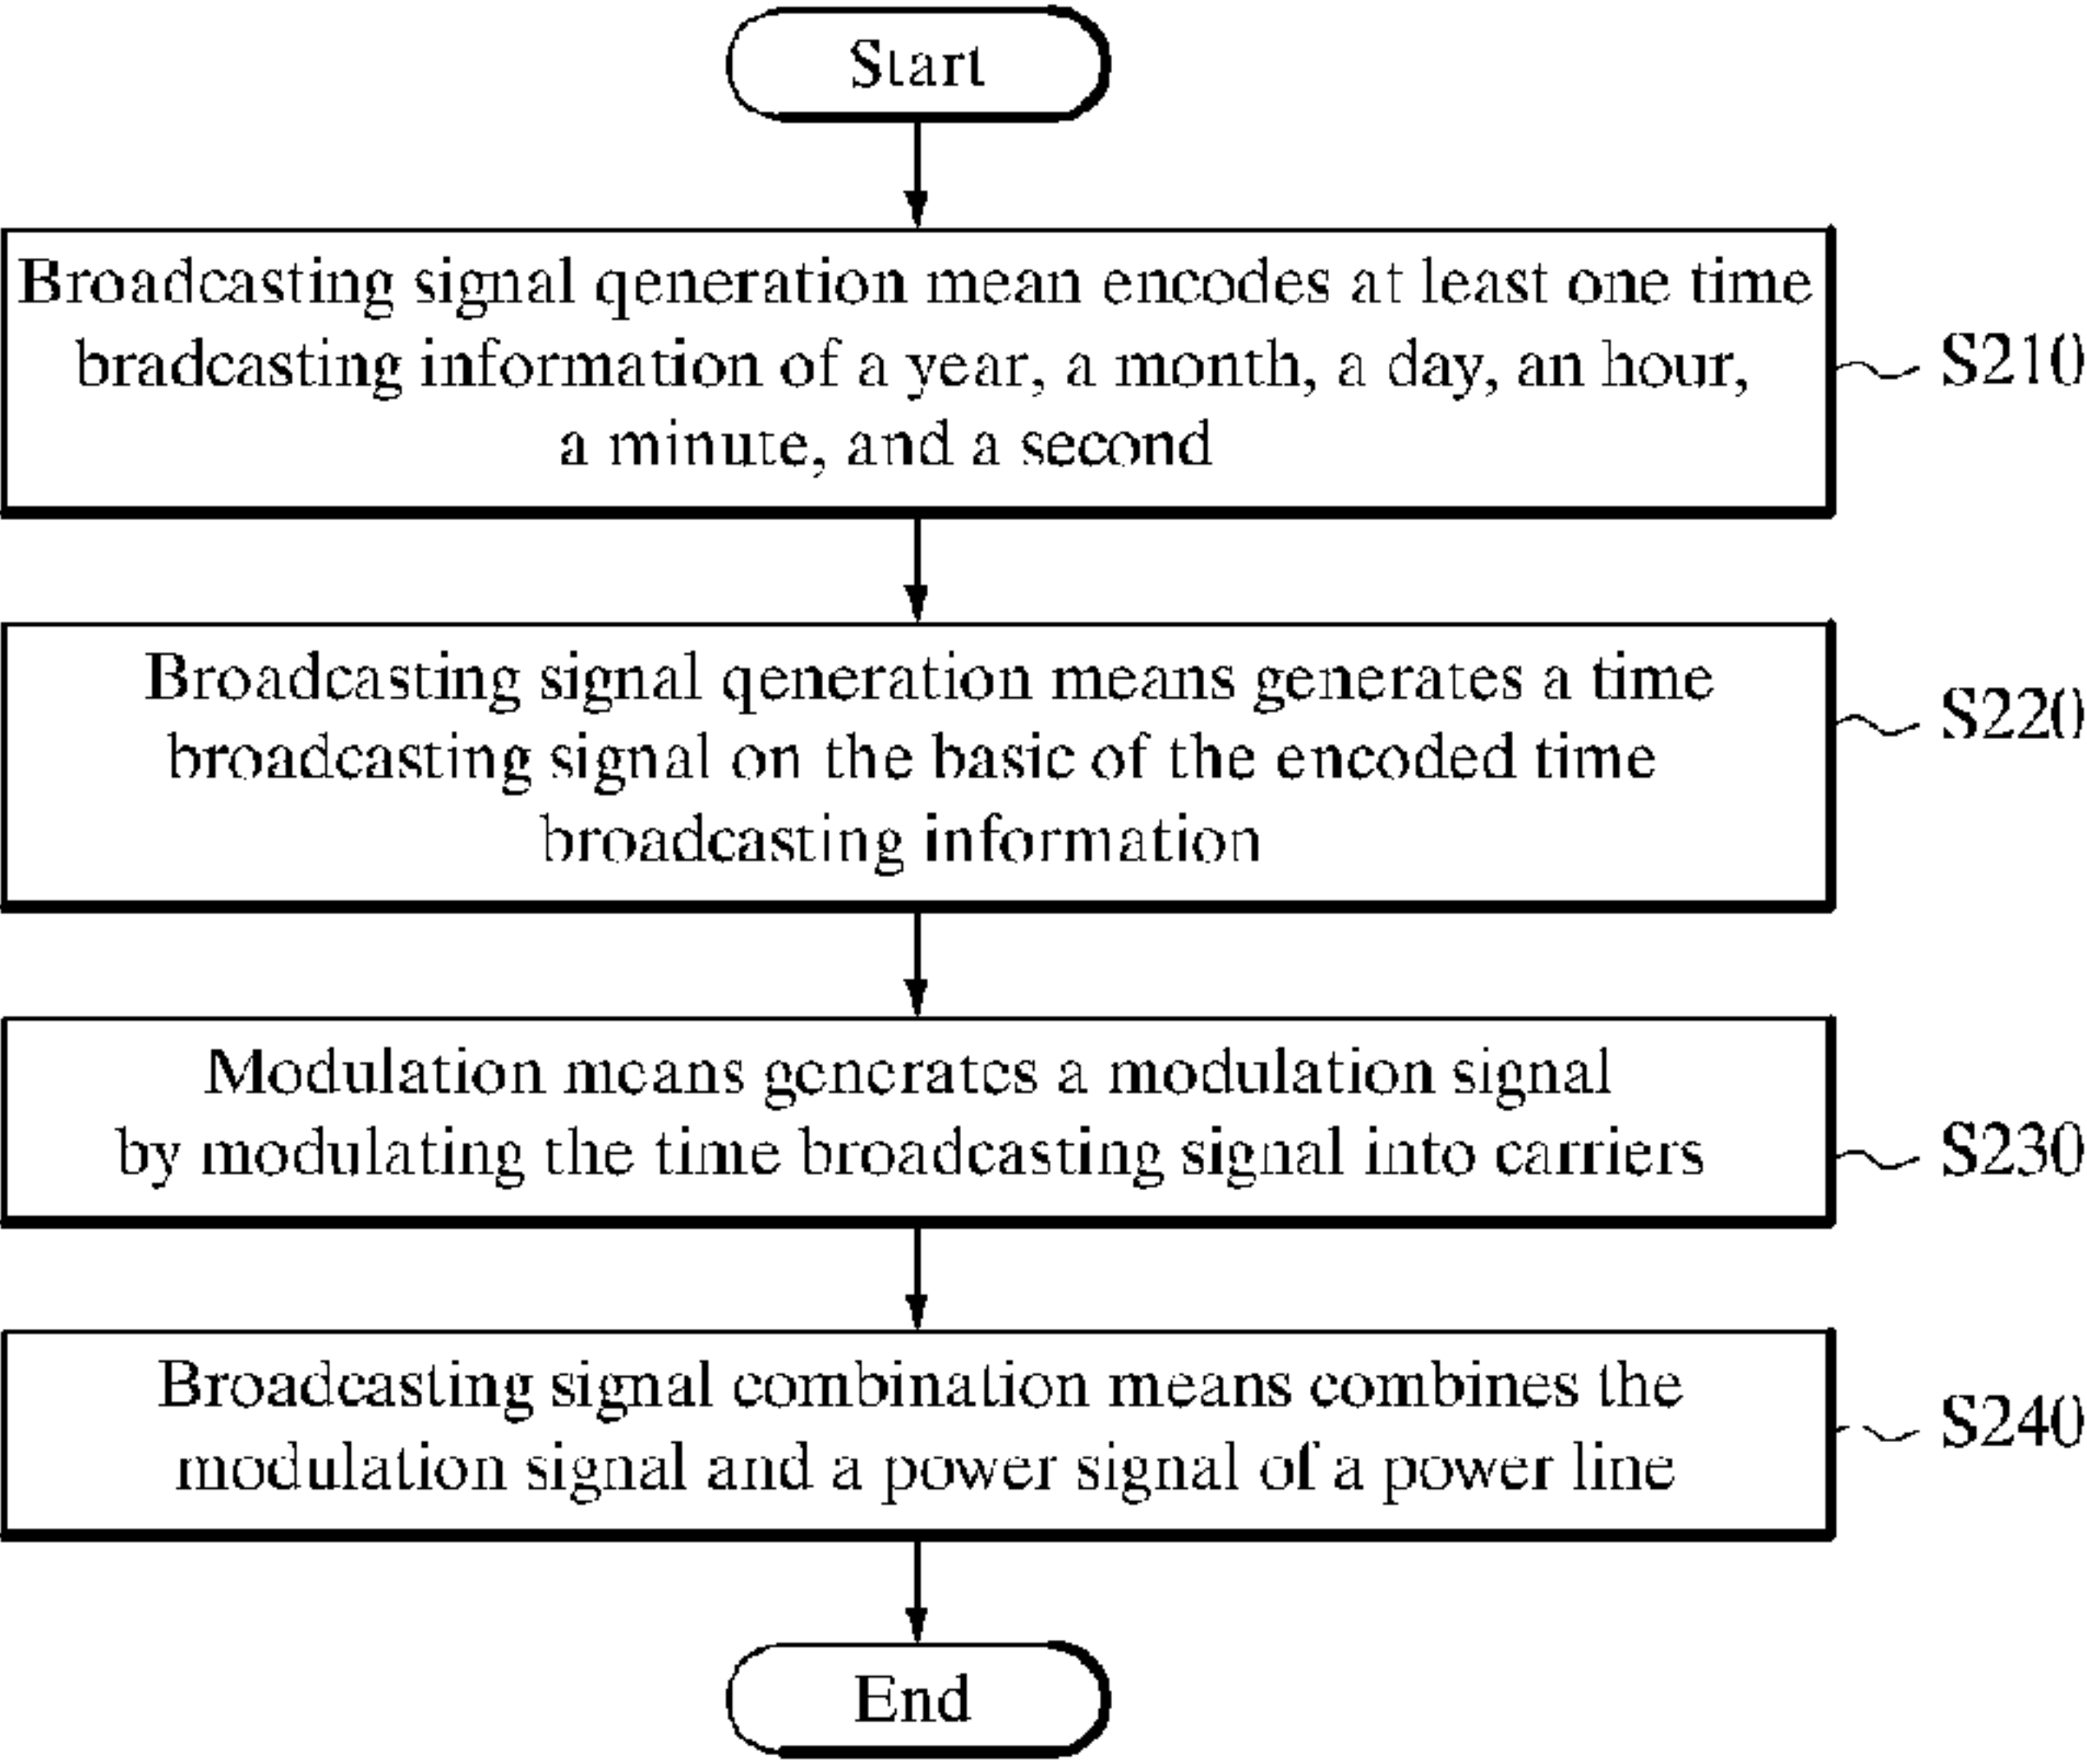 Start
Broadcasting signal qeneration mean encodes at least one time
bradcasting information of a year, a month, a day, an hour,
a minute, and a second
S210
Broadcasting signal qeneration means generates a time
broadcasting signal on the basic of the encoded time
broadcasting information
S220
Modulation means generates a modulation signal
by modulating the time broadcasting signal into carriers
S230
Broadcasting signal combination means combines the
modulation signal and a power signal of a power line
S240
End